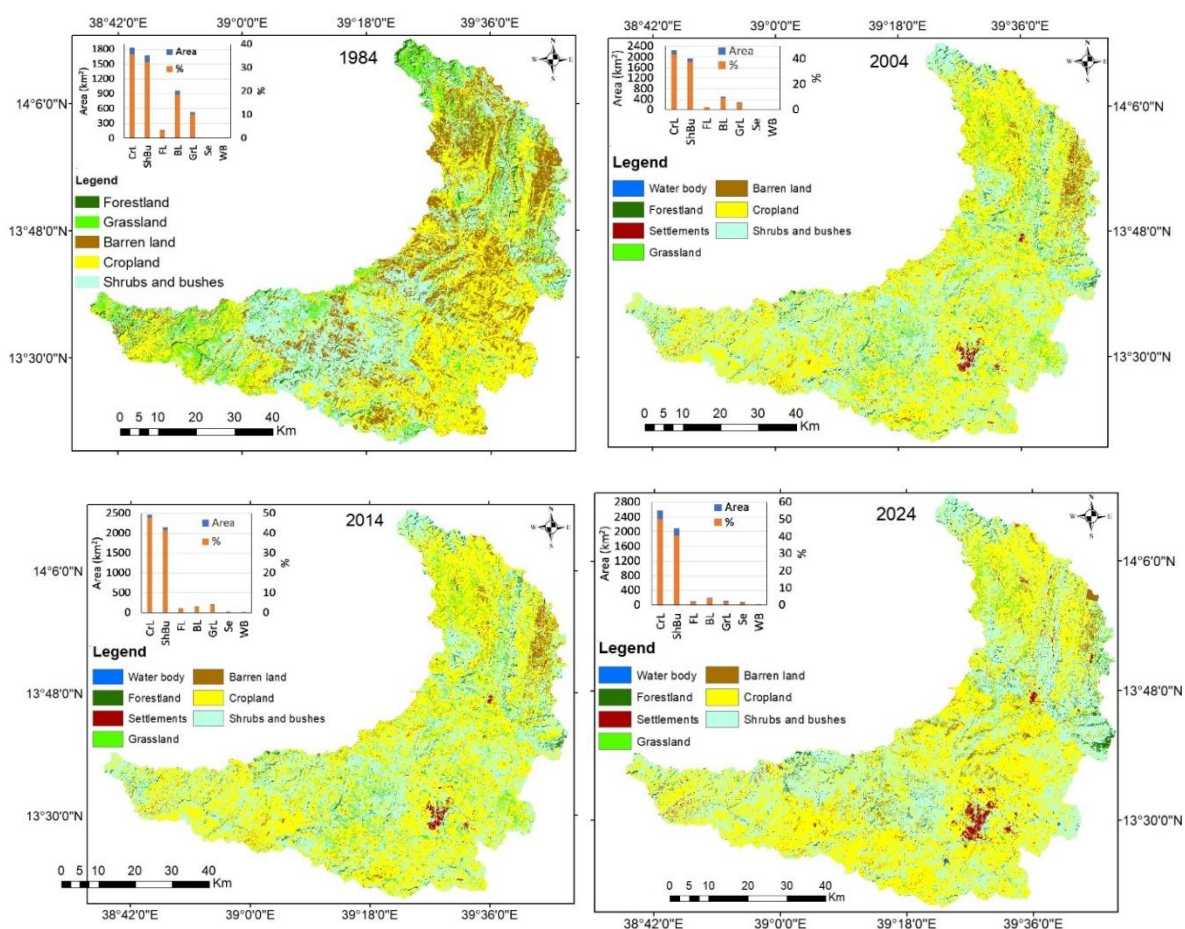 38°42'0"E 39°0'0"E 39°18'0"E 39°36'0"E
1984
Area (km²)
1800
1500
1200
900
600
300
0
Area
%
40
30
20
10
0
%
CrL ShBu FL BL GrL Se WB
N
W E
S
14°6'0"N
13°48'0"N
13°30'0"N
Legend
Forestland
Grassland
Barren land
Cropland
Shrubs and bushes
0 5 10 20 30 40
Km
38°42'0"E 39°0'0"E 39°18'0"E 39°36'0"E
2004
Area (km²)
2400
2000
1600
1200
800
400
0
Area
%
40
20
0
%
CrL ShBu FL BL GrL Se WB
N
W E
S
14°6'0"N
13°48'0"N
13°30'0"N
Legend
Water body Barren land
Forestland Cropland
Settlements Shrubs and bushes
Grassland
0 5 10 20 30 40
Km
2014
Area (km²)
2500
2000
1500
1000
500
0
Area
%
50
40
30
20
10
0
%
CrL ShBu FL BL GrL Se WB
N
W E
S
14°6'0"N
13°48'0"N
13°30'0"N
Legend
Water body Barren land
Forestland Cropland
Settlements Shrubs and bushes
Grassland
0 5 10 20 30 40
Km
38°42'0"E 39°0'0"E 39°18'0"E 39°36'0"E
2024
Area (km²)
2800
2400
2000
1600
1200
800
400
0
Area
%
60
50
40
30
20
10
0
%
CrL ShBu FL BL GrL Se WB
N
W E
S
14°6'0"N
13°48'0"N
13°30'0"N
Legend
Water body Barren land
Forestland Cropland
Settlements Shrubs and bushes
Grassland
0 5 10 20 30 40
Km
38°42'0"E 39°0'0"E 39°18'0"E 39°36'0"E